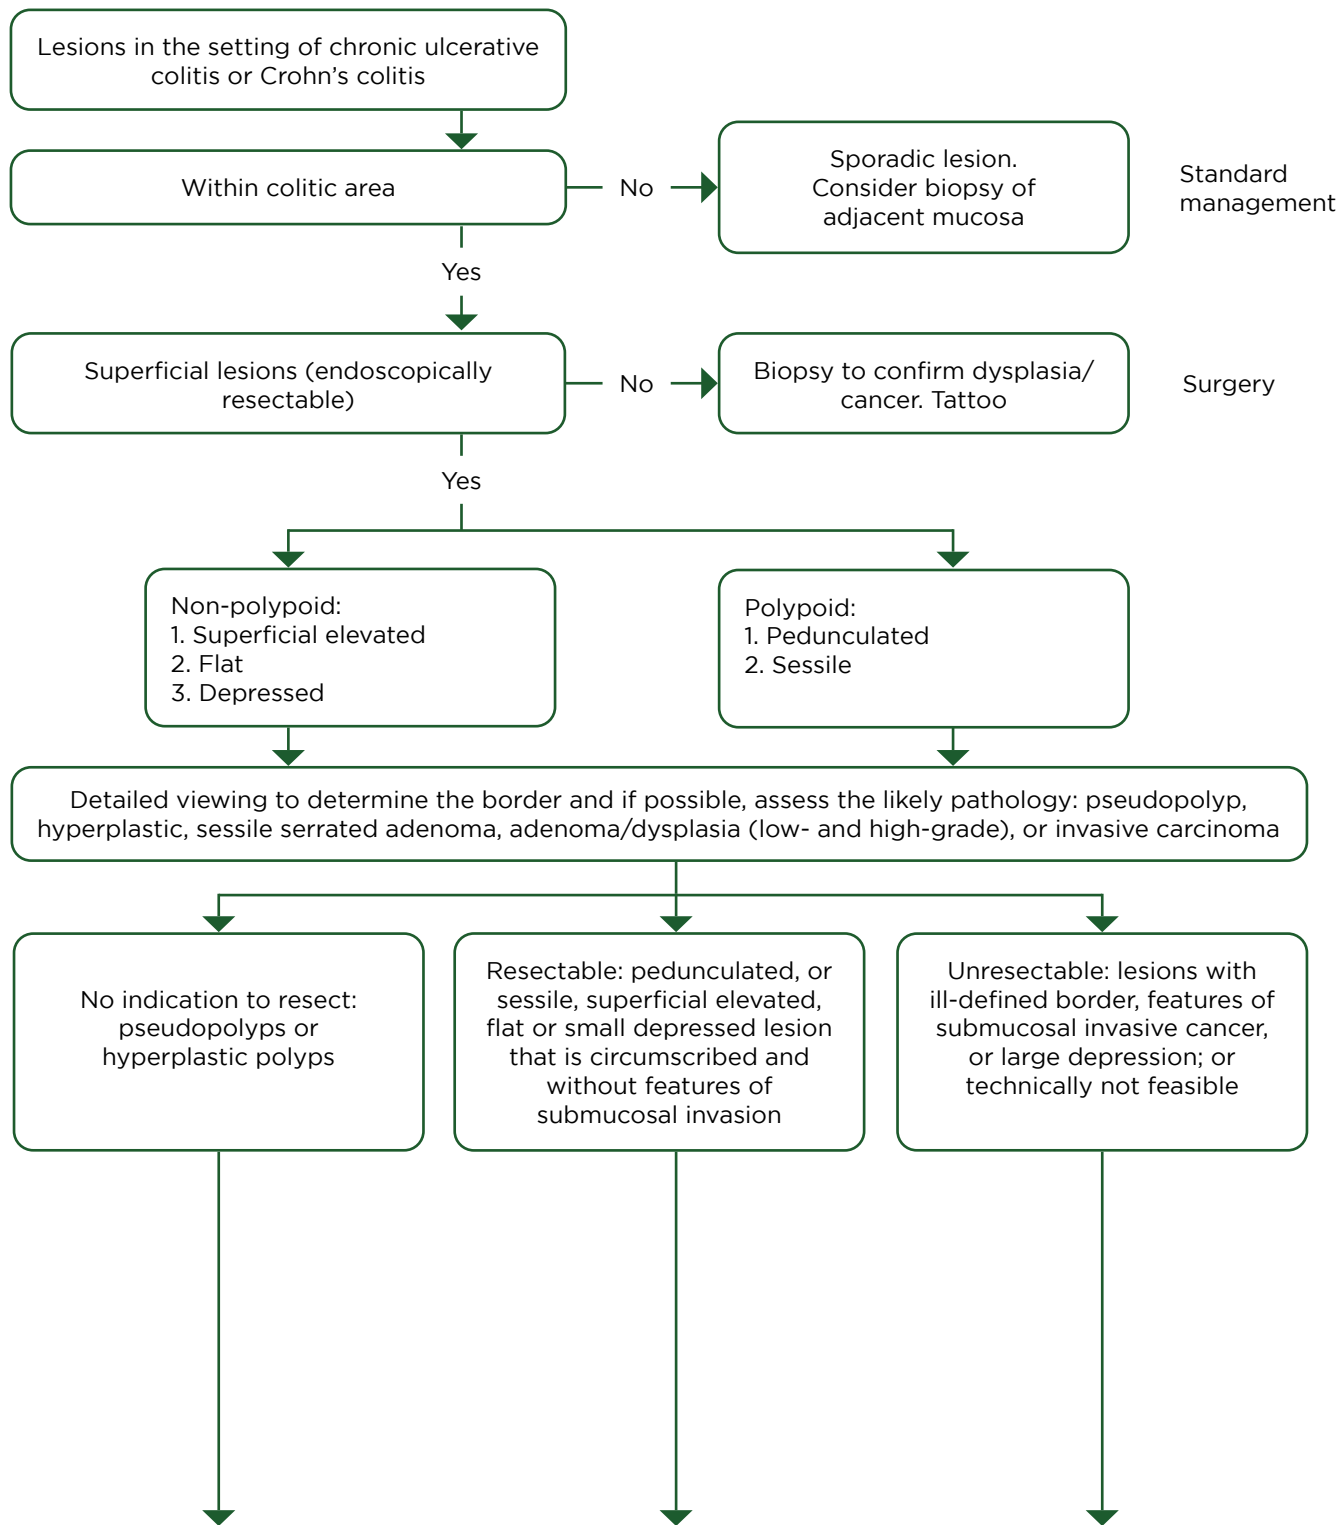 Lesions in the setting of chronic ulcerative
colitis or Crohn’s colitis
Within colitic area
No
Sporadic lesion.
Consider biopsy of
adjacent mucosa
Standard
management
Yes
Superficial lesions (endoscopically
resectable)
No
Biopsy to confirm dysplasia/
cancer. Tattoo
Surgery
Yes
Non-polypoid:
1. Superficial elevated
2. Flat
3. Depressed
Polypoid:
1. Pedunculated
2. Sessile
Detailed viewing to determine the border and if possible, assess the likely pathology: pseudopolyp,
hyperplastic, sessile serrated adenoma, adenoma/dysplasia (low- and high-grade), or invasive carcinoma
No indication to resect:
pseudopolyps or
hyperplastic polyps
Resectable: pedunculated, or
sessile, superficial elevated,
flat or small depressed lesion
that is circumscribed and
without features of
submucosal invasion
Unresectable: lesions with
ill-defined border, features of
submucosal invasive cancer,
or large depression; or
technically not feasible